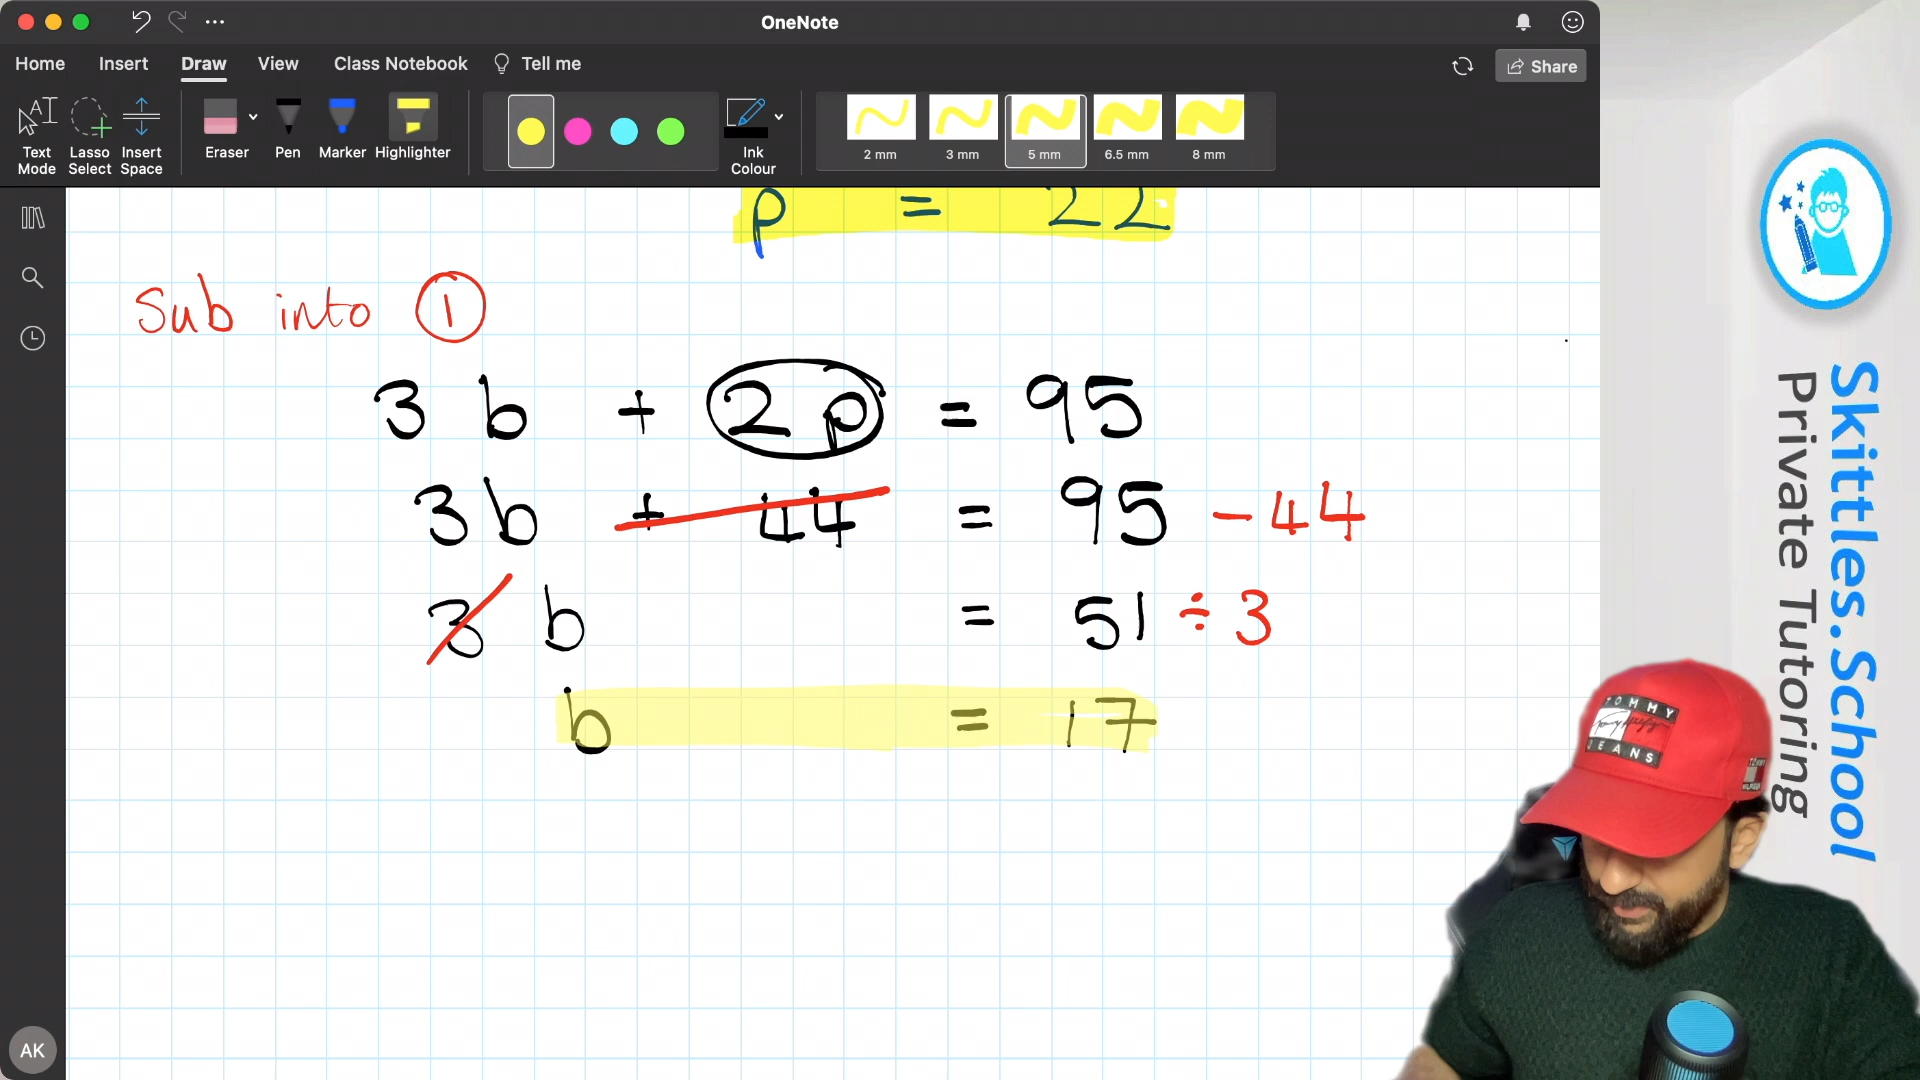 OneNote
Home Insert Draw View Class Notebook Tell me
Share
Text Mode
Lasso Select
Insert Space
Eraser
Pen
Marker
Highlighter
Ink Colour
2 mm
3 mm
5 mm
6.5 mm
8 mm
p = 22
Sub into ①
3b + 2p = 95
3b + 44 = 95 - 44
3b = 51 ÷ 3
b = 17
AK
Skittles.School
Private Tutoring
TOMMY
JEANS